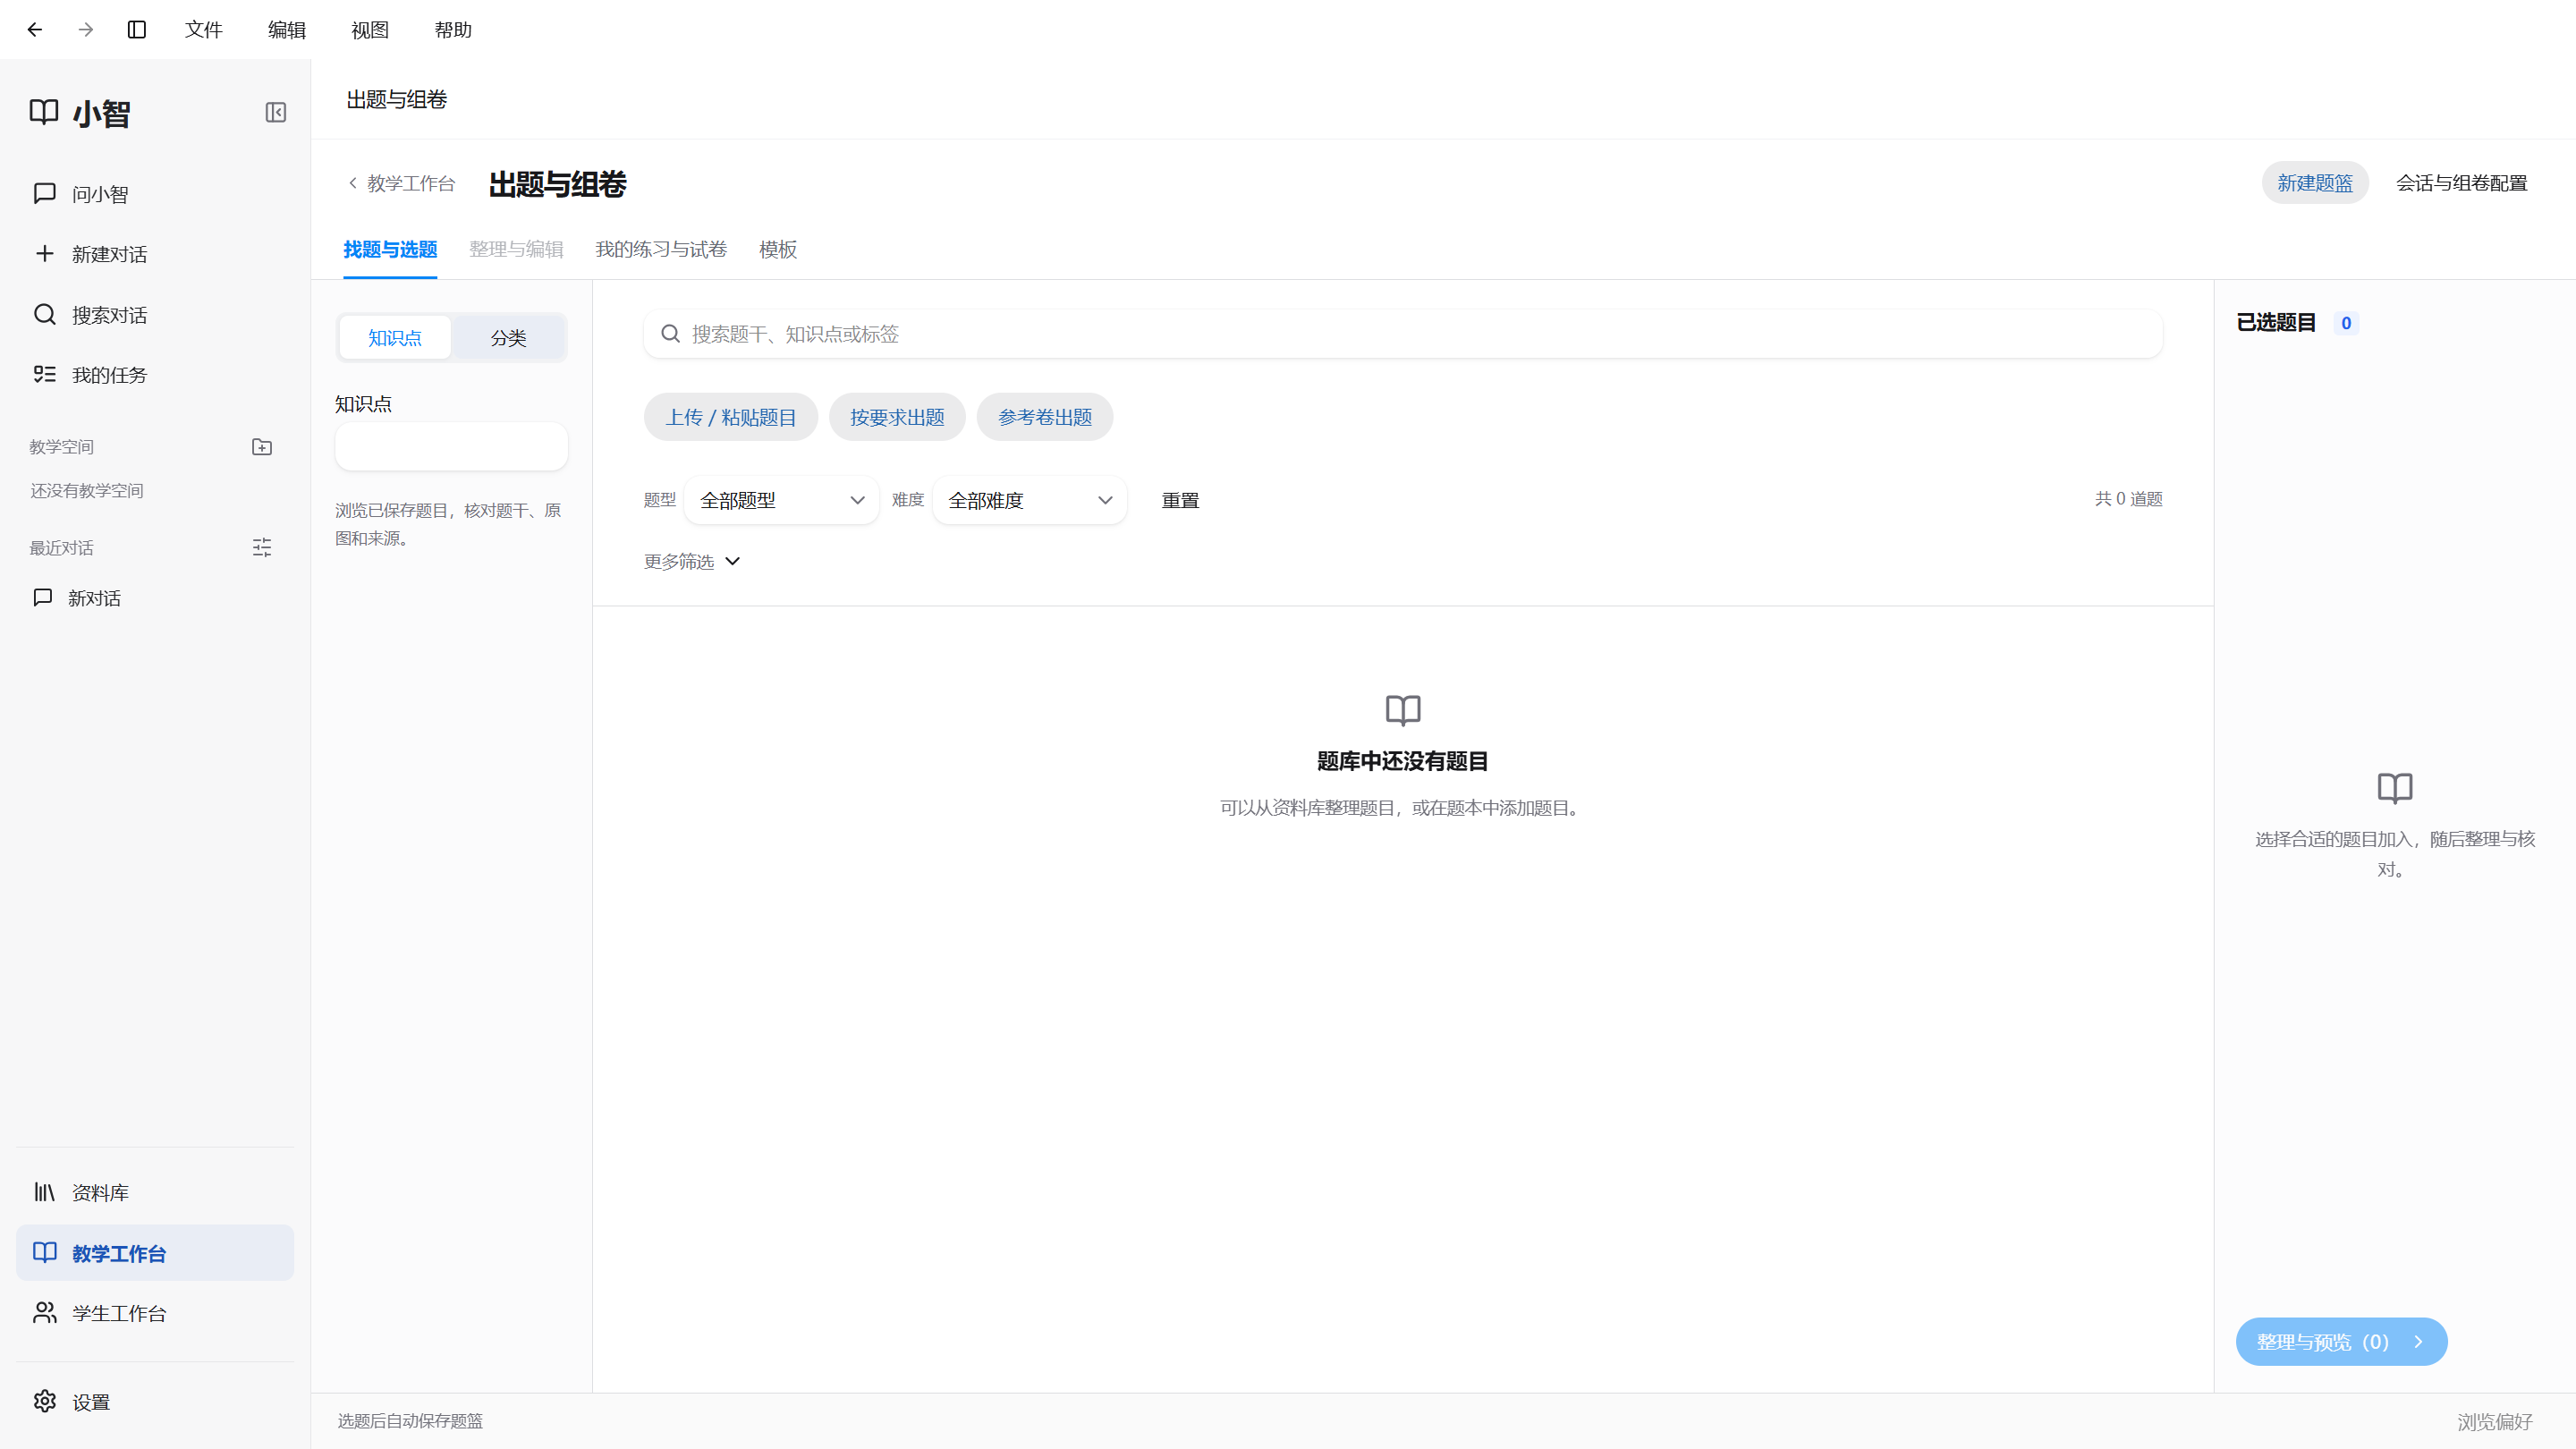 文件 编辑 视图 帮助
小智
问小智
新建对话
搜索对话
我的任务
教学空间
还没有教学空间
最近对话
新对话
资料库
教学工作台
学生工作台
设置
出题与组卷
教学工作台 出题与组卷
新建题篮 会话与组卷配置
找题与选题 整理与编辑 我的练习与试卷 模板
知识点 分类
知识点
浏览已保存题目，核对题干、原
图和来源。
搜索题干、知识点或标签
上传 / 粘贴题目 按要求出题 参考卷出题
题型 全部题型 难度 全部难度 重置 共 0 道题
更多筛选
题库中还没有题目
可以从资料库整理题目，或在题本中添加题目。
已选题目 0
选择合适的题目加入，随后整理与核
对。
整理与预览（0）
选题后自动保存题篮
浏览偏好